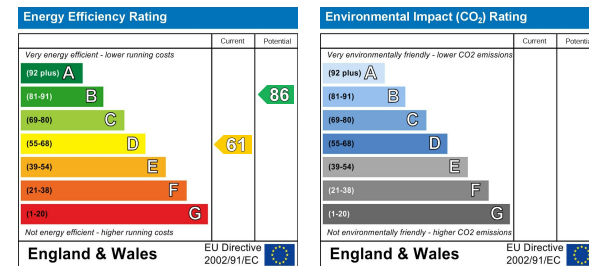 Energy Efficiency Rating
Current Potential
Very energy efficient - lower running costs
(92 plus) A
(81-91) B
86
(69-80) C
(55-68) D
61
(39-54) E
(21-38) F
(1-20) G
Not energy efficient - higher running costs
England & Wales
EU Directive
2002/91/EC
Environmental Impact (CO₂) Rating
Current Potentia
Very environmentally friendly - lower CO2 emissions
(92 plus) A
(81-91) B
(69-80) C
(55-68) D
(39-54) E
(21-38) F
(1-20) G
Not environmentally friendly - higher CO2 emissions
England & Wales
EU Directive
2002/91/EC